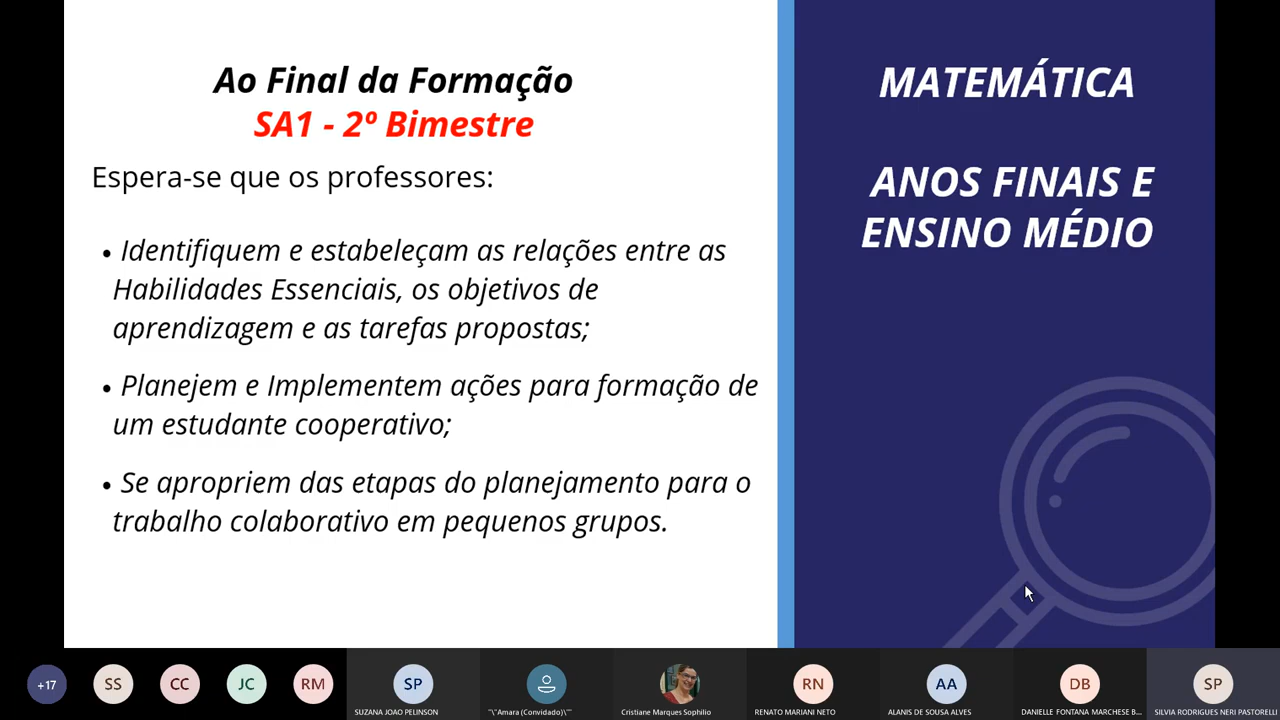 Ao Final da Formação
SA1 - 2º Bimestre
Espera-se que os professores:
• Identifiquem e estabeleçam as relações entre as
Habilidades Essenciais, os objetivos de
aprendizagem e as tarefas propostas;
• Planejem e Implementem ações para formação de
um estudante cooperativo;
• Se apropriem das etapas do planejamento para o
trabalho colaborativo em pequenos grupos.
MATEMÁTICA
ANOS FINAIS E
ENSINO MÉDIO
+17
SS
CC
JC
RM
SP
SUZANA JOAO PELINSON
"\"Amara (Convidado)\""
Cristiane Marques Sophilio
RN
RENATO MARIANI NETO
AA
ALANIS DE SOUSA ALVES
DB
DANIELLE FONTANA MARCHESE B...
SP
SILVIA RODRIGUES NERI PASTORELLI